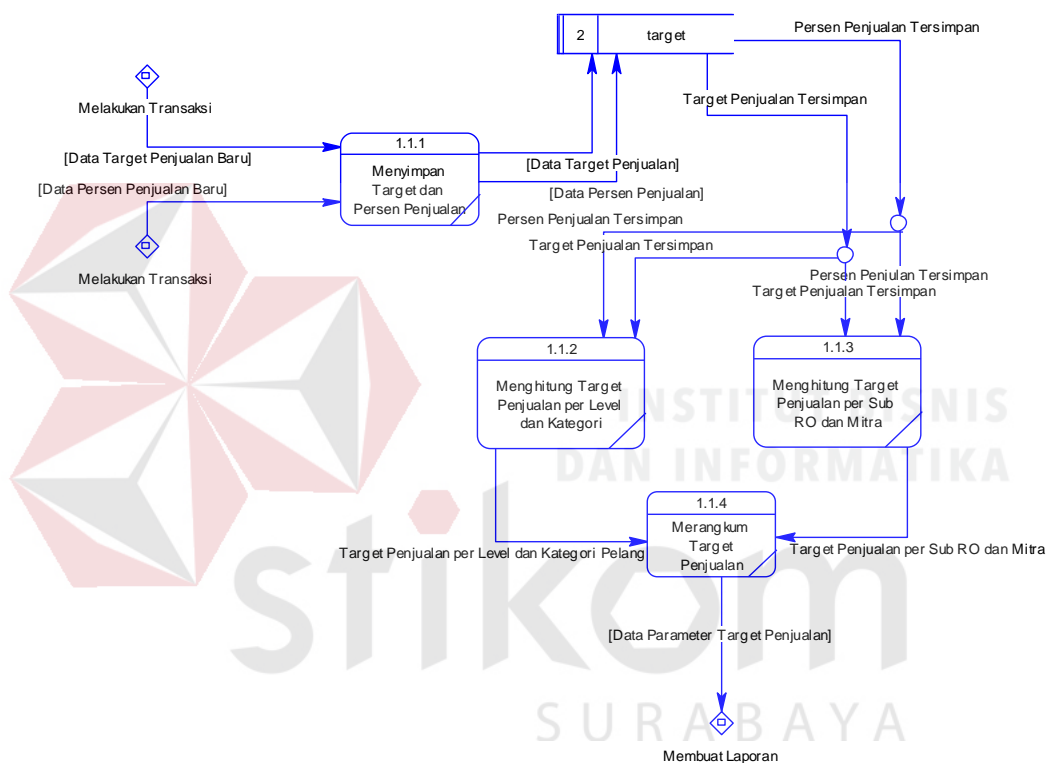 2 target
Persen Penjualan Tersimpan
Target Penjualan Tersimpan
Melakukan Transaksi
[Data Target Penjualan Baru]
[Data Persen Penjualan Baru]
Melakukan Transaksi
1.1.1
Menyimpan
Target dan
Persen Penjualan
[Data Target Penjualan]
[Data Persen Penjualan]
Persen Penjualan Tersimpan
Target Penjualan Tersimpan
Persen Penjulan Tersimpan
Target Penjualan Tersimpan
1.1.2
Menghitung Target
Penjualan per Level
dan Kategori
1.1.3
Menghitung Target
Penjualan per Sub
RO dan Mitra
INSTITUT BISNIS
DAN INFORMATIKA
1.1.4
Merangkum
Target
Penjualan
Target Penjualan per Level dan Kategori Pelang
Target Penjualan per Sub RO dan Mitra
stikom
[Data Parameter Target Penjualan]
SURABAYA
Membuat Laporan